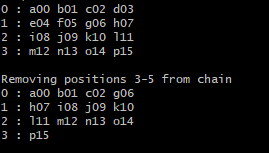 0 : a00 b01 c02 d03
1 : e04 f05 g06 h07
2 : i08 j09 k10 l11
3 : m12 n13 o14 p15
Removing positions 3-5 from chain
0 : a00 b01 c02 g06
1 : h07 i08 j09 k10
2 : l11 m12 n13 o14
3 : p15